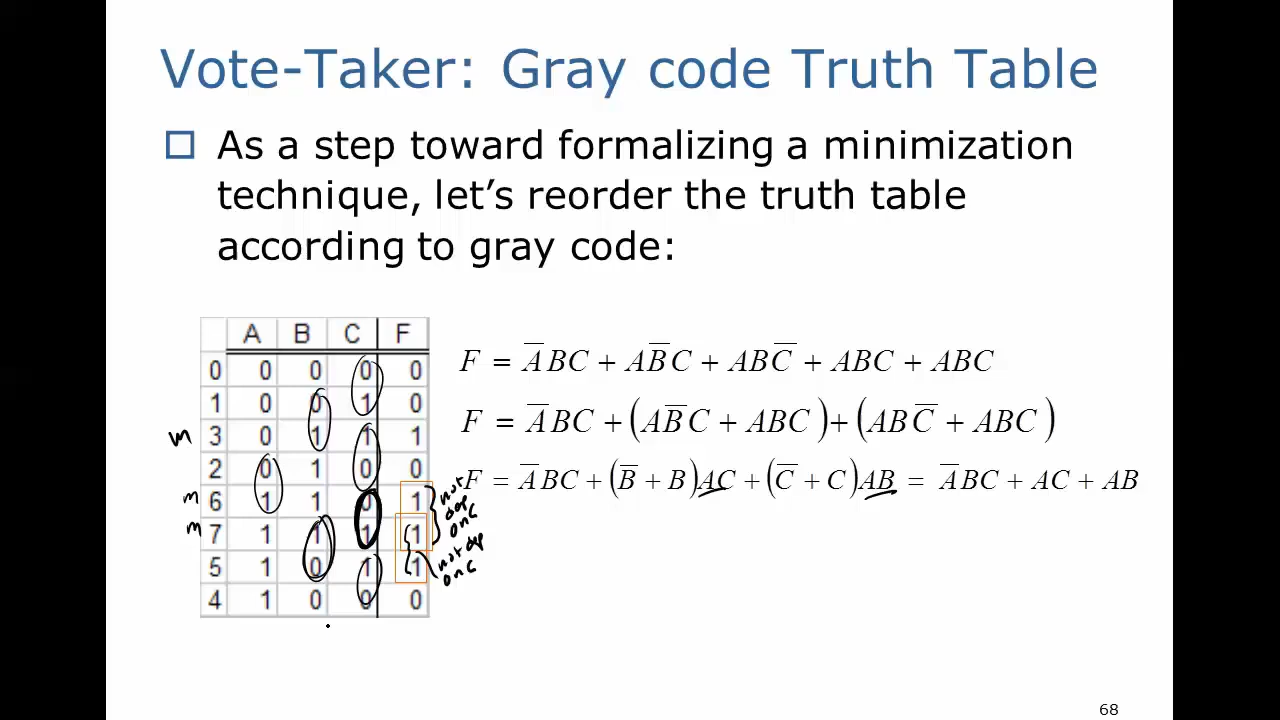 Vote-Taker: Gray code Truth Table
As a step toward formalizing a minimization
technique, let’s reorder the truth table
according to gray code:
A B C F
0 0 0 0 0
1 0 0 1 0
m 3 0 1 1 1
2 0 1 0 0
m 6 1 1 0 1
m 7 1 1 1 1
5 1 0 1 1
4 1 0 0 0
not
dep
on C
not dep
on C
F = A̅BC + AB̅C + ABC̅ + ABC + ABC
F = A̅BC + (AB̅C + ABC) + (ABC̅ + ABC)
F = A̅BC + (B̅ + B)AC + (C̅ + C)AB = A̅BC + AC + AB
68